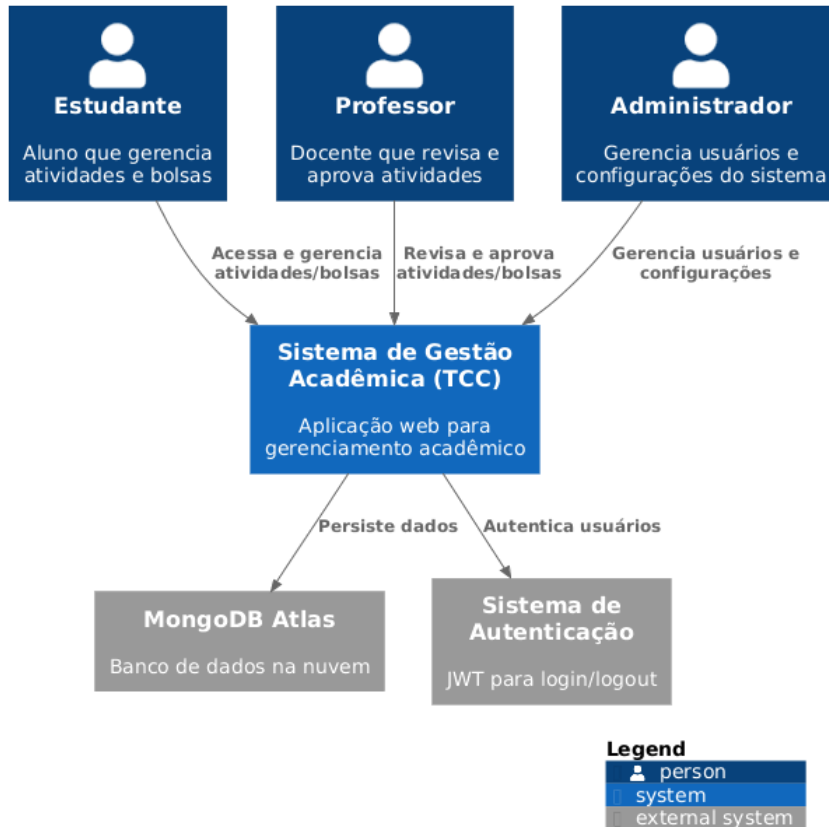 Estudante
Aluno que gerencia
atividades e bolsas
Professor
Docente que revisa e
aprova atividades
Administrador
Gerencia usuários e
configurações do sistema
Acessa e gerencia
atividades/bolsas
Revisa e aprova
atividades/bolsas
Gerencia usuários e
configurações
Sistema de Gestão
Acadêmica (TCC)
Aplicação web para
gerenciamento acadêmico
Persiste dados
Autentica usuários
MongoDB Atlas
Banco de dados na nuvem
Sistema de
Autenticação
JWT para login/logout
Legend
person
system
external system